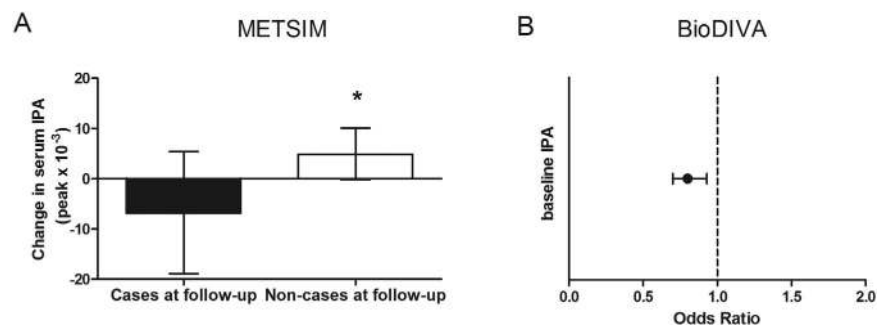 A
METSIM
Change in serum IPA
(peak x 10⁻³)
20
10
0
-10
-20
*
Cases at follow-up
Non-cases at follow-up
B
BioDIVA
baseline IPA
0.0
0.5
1.0
1.5
2.0
Odds Ratio